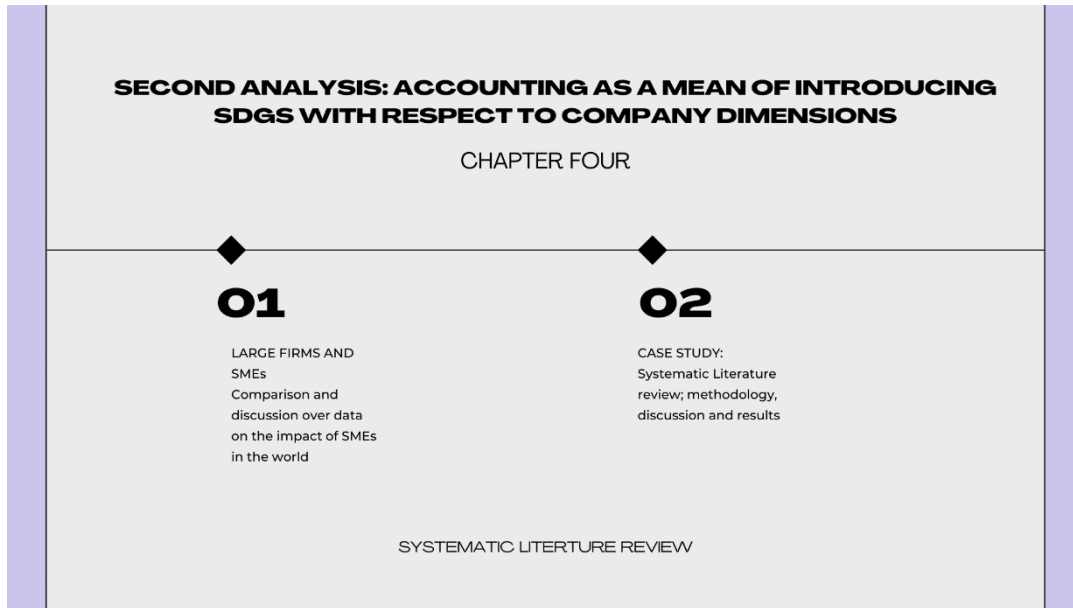 SECOND ANALYSIS: ACCOUNTING AS A MEAN OF INTRODUCING
SDGS WITH RESPECT TO COMPANY DIMENSIONS
CHAPTER FOUR
01
LARGE FIRMS AND
SMEs
Comparison and
discussion over data
on the impact of SMEs
in the world
02
CASE STUDY:
Systematic Literature
review; methodology,
discussion and results
SYSTEMATIC LITERTURE REVIEW